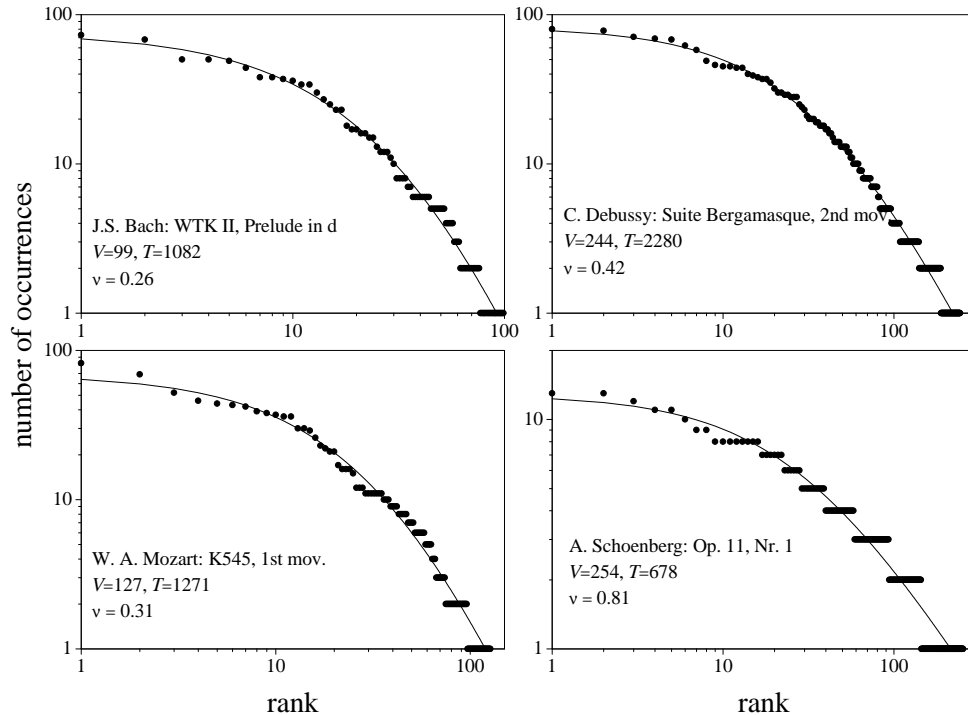 number of occurrences
100
10
1
1
10
100
J.S. Bach: WTK II, Prelude in d
V=99, T=1082
ν = 0.26
100
10
1
1
10
100
C. Debussy: Suite Bergamasque, 2nd mov.
V=244, T=2280
ν = 0.42
100
10
1
1
10
100
W. A. Mozart: K545, 1st mov.
V=127, T=1271
ν = 0.31
rank
10
1
1
10
100
A. Schoenberg: Op. 11, Nr. 1
V=254, T=678
ν = 0.81
rank